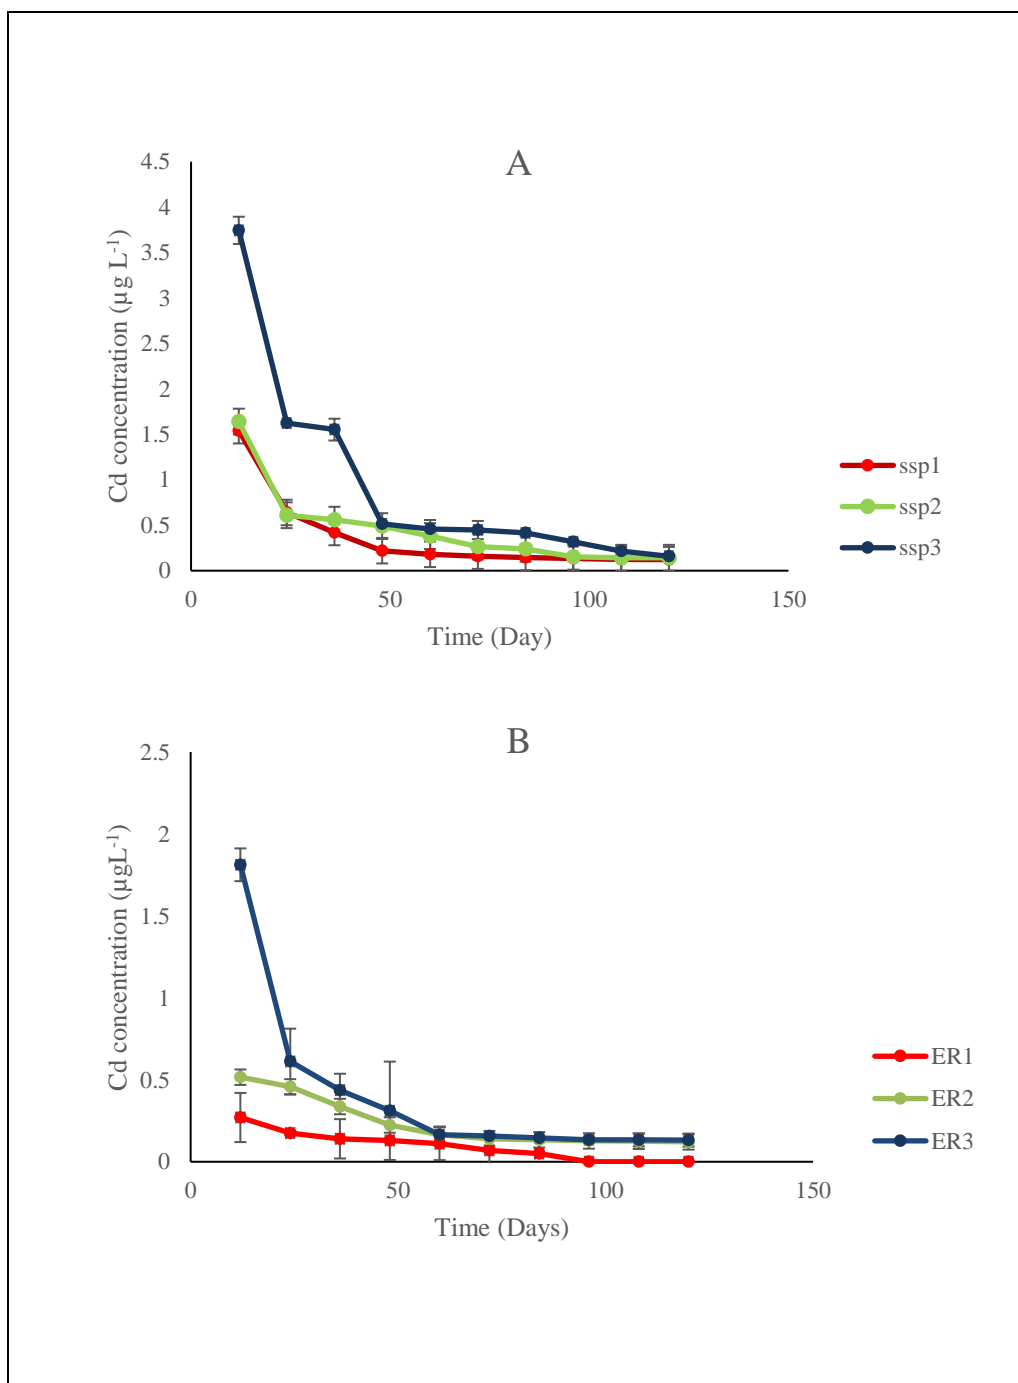 A
4.5
4
3.5
3
2.5
2
1.5
1
0.5
0
Cd concentration (µg L-1)
0 50 100 150
Time (Day)
ssp1
ssp2
ssp3
B
2.5
2
1.5
1
0.5
0
Cd concentration (µgL-1)
0 50 100 150
Time (Days)
ER1
ER2
ER3